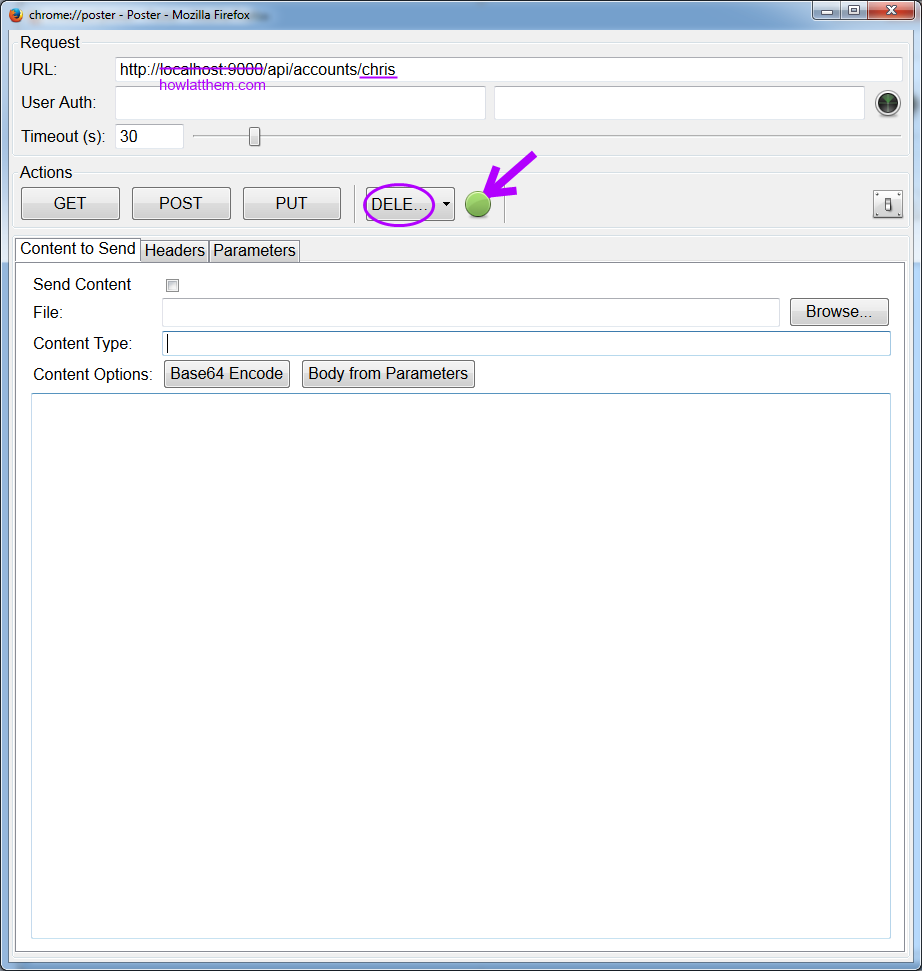 chrome://poster - Poster - Mozilla Firefox
Request
URL: http://localhost:9000/api/accounts/chris
howlatthem.com
User Auth:
Timeout (s): 30
Actions
GET POST PUT DELE...
Content to Send Headers Parameters
Send Content
File: Browse...
Content Type:
Content Options: Base64 Encode Body from Parameters